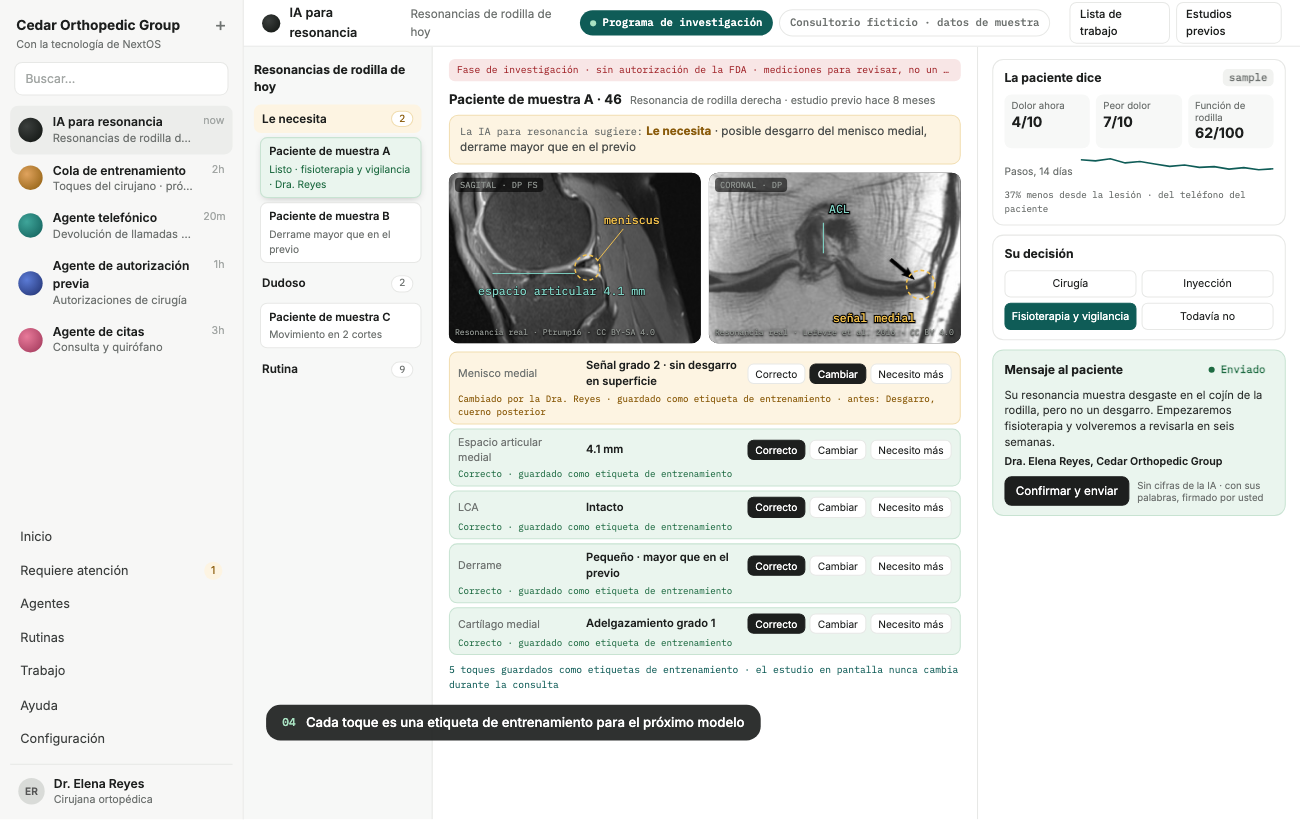 Cedar Orthopedic Group
+
Con la tecnología de NextOS
Buscar...
IA para resonancia
now
Resonancias de rodilla d...
Cola de entrenamiento
2h
Toques del cirujano · pró...
Agente telefónico
20m
Devolución de llamadas ...
Agente de autorización
previa
1h
Autorizaciones de cirugía
Agente de citas
3h
Consulta y quirófano
Inicio
Requiere atención
1
Agentes
Rutinas
Trabajo
Ayuda
Configuración
ER
Dr. Elena Reyes
Cirujana ortopédica
IA para
resonancia
Resonancias de rodilla de
hoy
Programa de investigación
Consultorio ficticio · datos de muestra
Lista de
trabajo
Estudios
previos
Resonancias de rodilla de
hoy
Le necesita
2
Paciente de muestra A
Listo · fisioterapia y vigilancia
· Dra. Reyes
Paciente de muestra B
Derrame mayor que en el
previo
Dudoso
2
Paciente de muestra C
Movimiento en 2 cortes
Rutina
9
Fase de investigación · sin autorización de la FDA · mediciones para revisar, no un …
Paciente de muestra A · 46 Resonancia de rodilla derecha · estudio previo hace 8 meses
La IA para resonancia sugiere: Le necesita · posible desgarro del menisco medial,
derrame mayor que en el previo
SAGITAL · DP FS
meniscus
espacio articular 4.1 mm
Resonancia real · Ptrump16 · CC BY-SA 4.0
CORONAL · DP
ACL
señal medial
Resonancia real · Lefevre et al. 2016 · CC BY 4.0
Menisco medial
Señal grado 2 · sin desgarro
en superficie
Correcto
Cambiar
Necesito más
Cambiado por la Dra. Reyes · guardado como etiqueta de entrenamiento · antes: Desgarro,
cuerno posterior
Espacio articular
medial
4.1 mm
Correcto
Cambiar
Necesito más
Correcto · guardado como etiqueta de entrenamiento
LCA
Intacto
Correcto
Cambiar
Necesito más
Correcto · guardado como etiqueta de entrenamiento
Derrame
Pequeño · mayor que en el
previo
Correcto
Cambiar
Necesito más
Correcto · guardado como etiqueta de entrenamiento
Cartílago medial
Adelgazamiento grado 1
Correcto
Cambiar
Necesito más
Correcto · guardado como etiqueta de entrenamiento
5 toques guardados como etiquetas de entrenamiento · el estudio en pantalla nunca cambia
durante la consulta
04 Cada toque es una etiqueta de entrenamiento para el próximo modelo
La paciente dice
sample
Dolor ahora
4/10
Peor dolor
7/10
Función de
rodilla
62/100
Pasos, 14 días
37% menos desde la lesión · del teléfono del
paciente
Su decisión
Cirugía
Inyección
Fisioterapia y vigilancia
Todavía no
Mensaje al paciente
Enviado
Su resonancia muestra desgaste en el cojín de la
rodilla, pero no un desgarro. Empezaremos
fisioterapia y volveremos a revisarla en seis
semanas.
Dra. Elena Reyes, Cedar Orthopedic Group
Confirmar y enviar
Sin cifras de la IA · con sus
palabras, firmado por usted